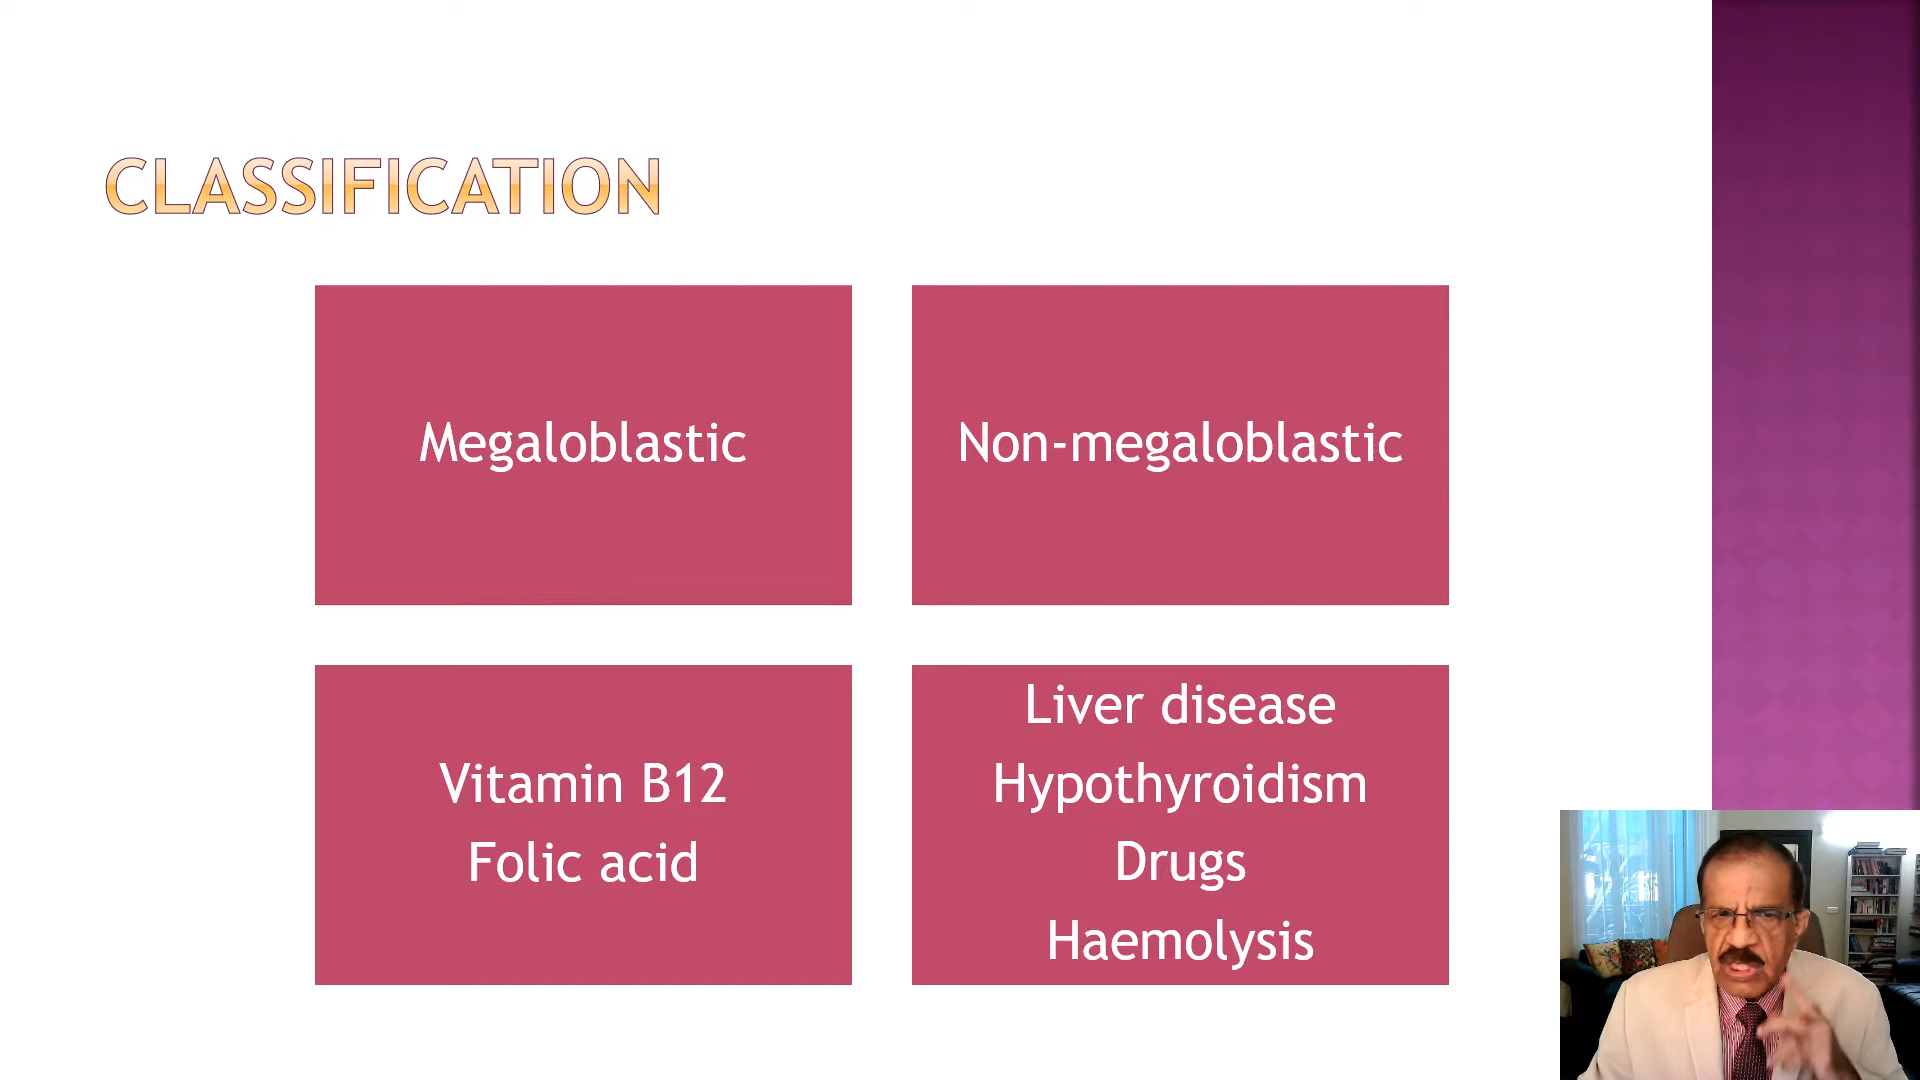 CLASSIFICATION
Megaloblastic
Non-megaloblastic
Vitamin B12
Folic acid
Liver disease
Hypothyroidism
Drugs
Haemolysis